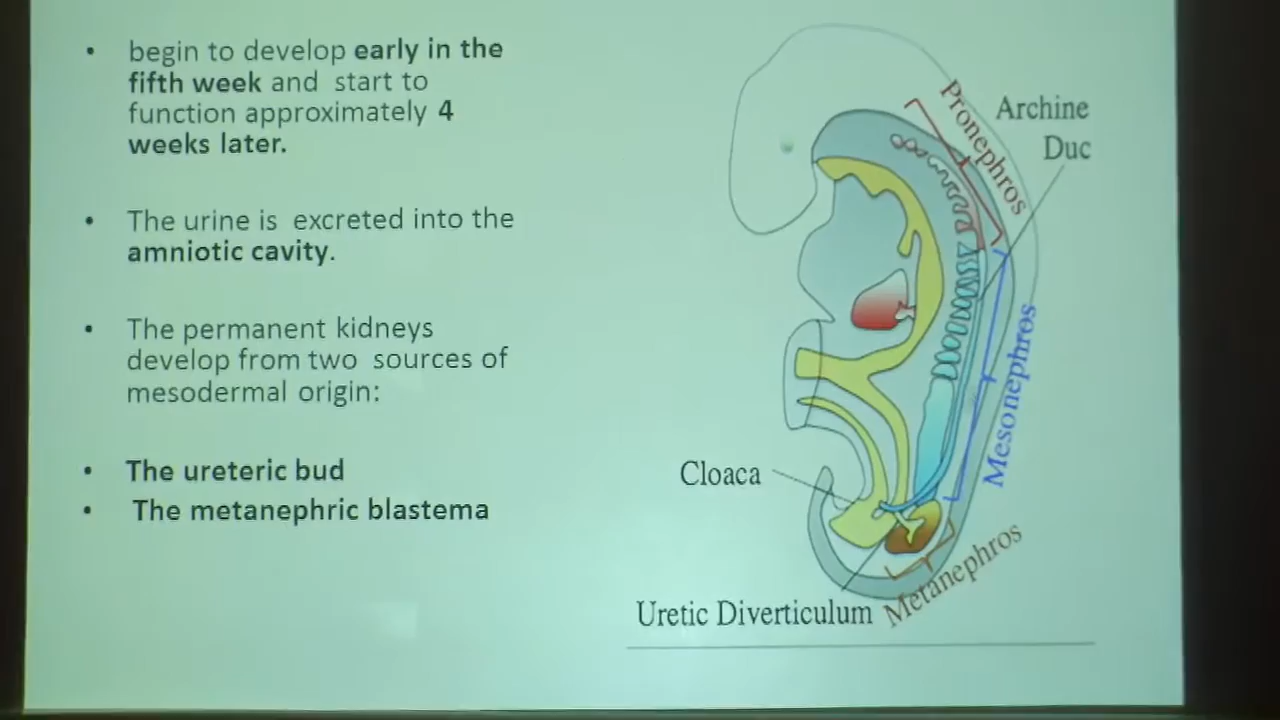 begin to develop early in the
fifth week and start to
function approximately 4
weeks later.
The urine is excreted into the
amniotic cavity.
The permanent kidneys
develop from two sources of
mesodermal origin:
The ureteric bud
The metanephric blastema
Pronephros
Archine
Duc
Mesonephros
Cloaca
Metanephros
Uretic Diverticulum